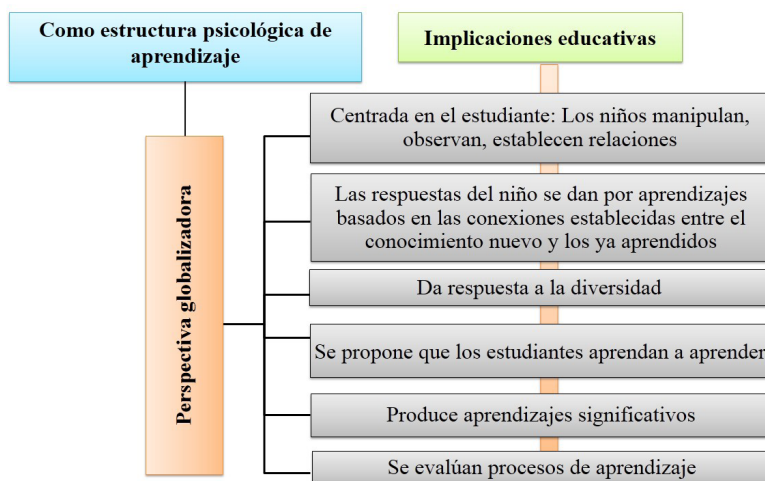 Como estructura psicológica de
aprendizaje
Implicaciones educativas
Perspectiva globalizadora
Centrada en el estudiante: Los niños manipulan,
observan, establecen relaciones
Las respuestas del niño se dan por aprendizajes
basados en las conexiones establecidas entre el
conocimiento nuevo y los ya aprendidos
Da respuesta a la diversidad
Se propone que los estudiantes aprendan a aprender
Produce aprendizajes significativos
Se evalúan procesos de aprendizaje